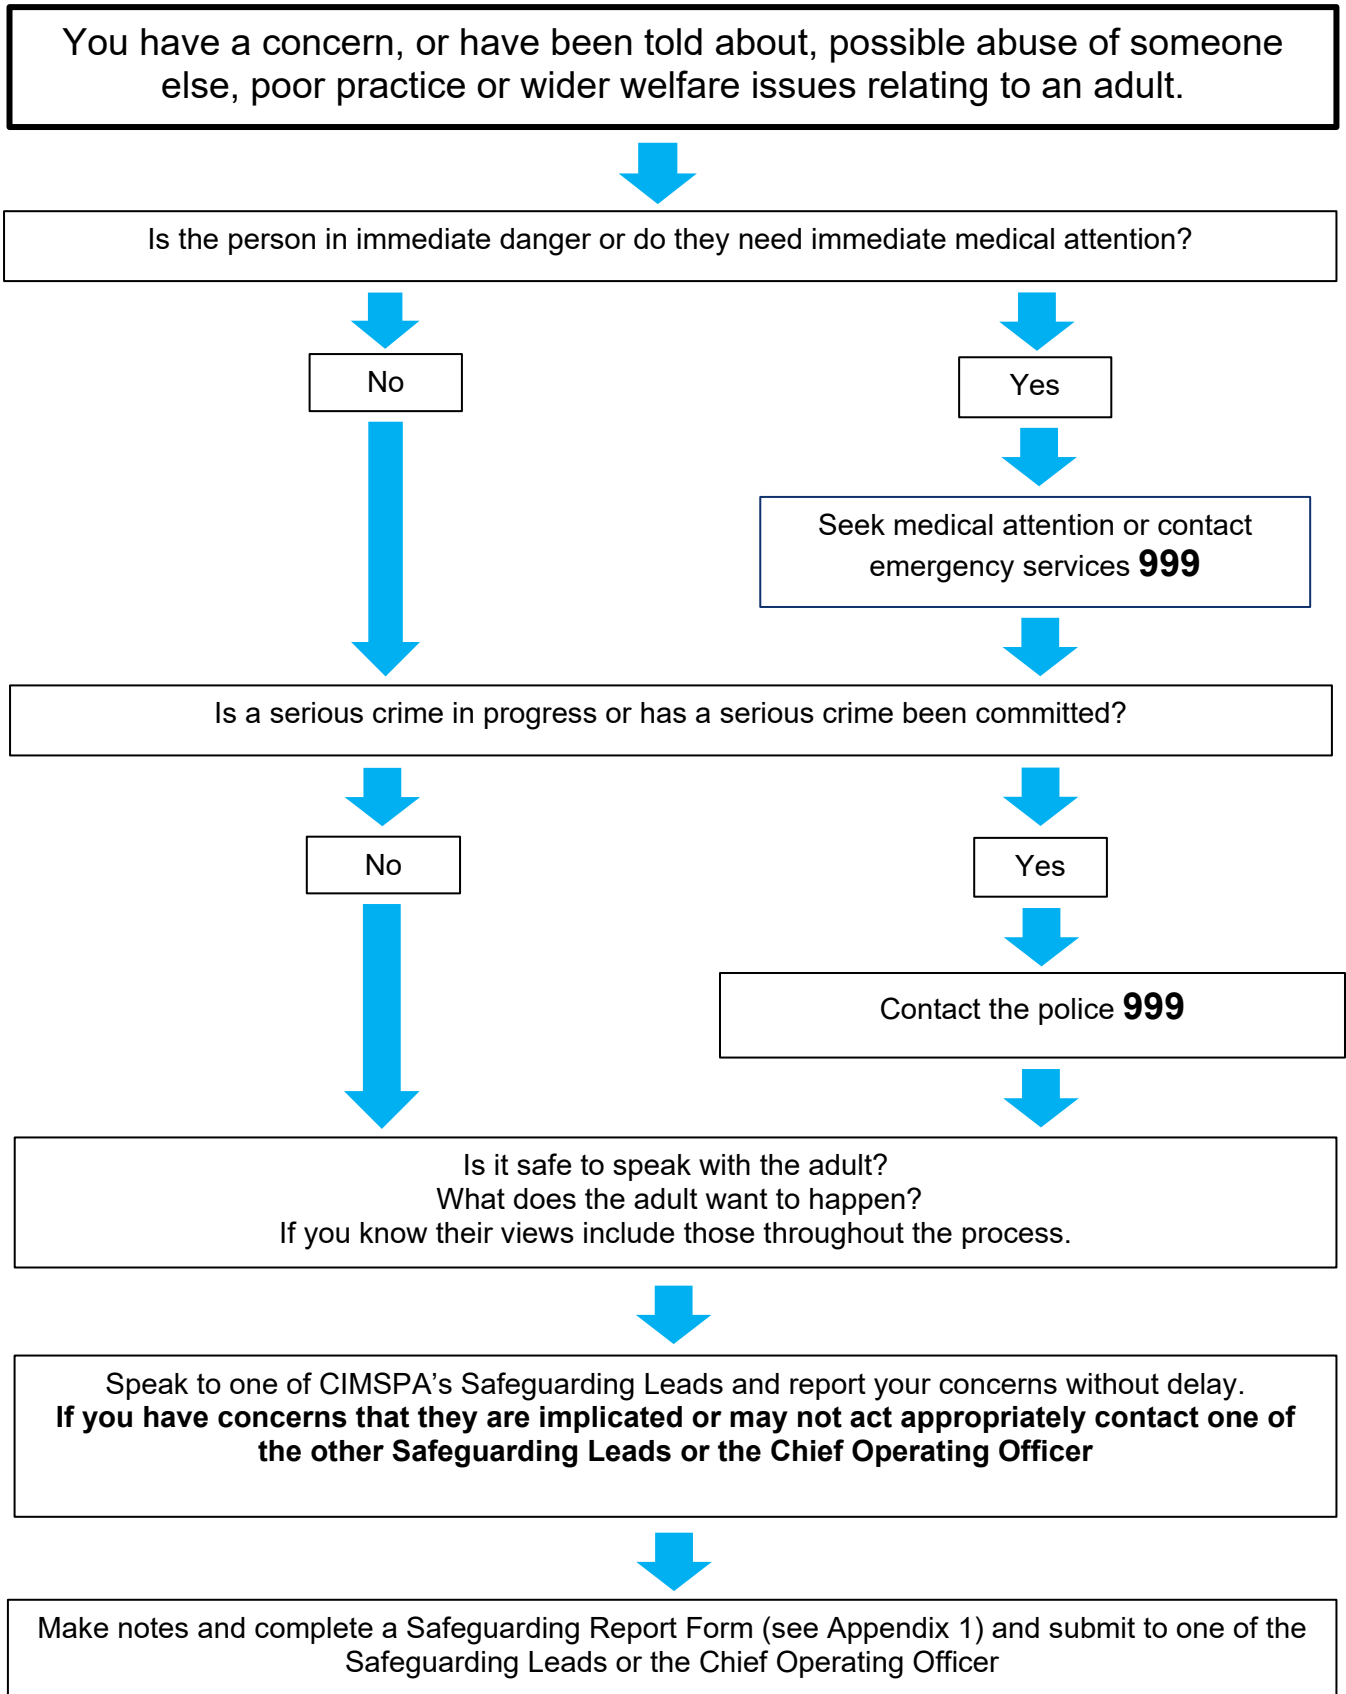 You have a concern, or have been told about, possible abuse of someone
else, poor practice or wider welfare issues relating to an adult.
Is the person in immediate danger or do they need immediate medical attention?
No
Yes
Seek medical attention or contact
emergency services 999
Is a serious crime in progress or has a serious crime been committed?
No
Yes
Contact the police 999
Is it safe to speak with the adult?
What does the adult want to happen?
If you know their views include those throughout the process.
Speak to one of CIMSPA’s Safeguarding Leads and report your concerns without delay.
If you have concerns that they are implicated or may not act appropriately contact one of
the other Safeguarding Leads or the Chief Operating Officer
Make notes and complete a Safeguarding Report Form (see Appendix 1) and submit to one of the
Safeguarding Leads or the Chief Operating Officer